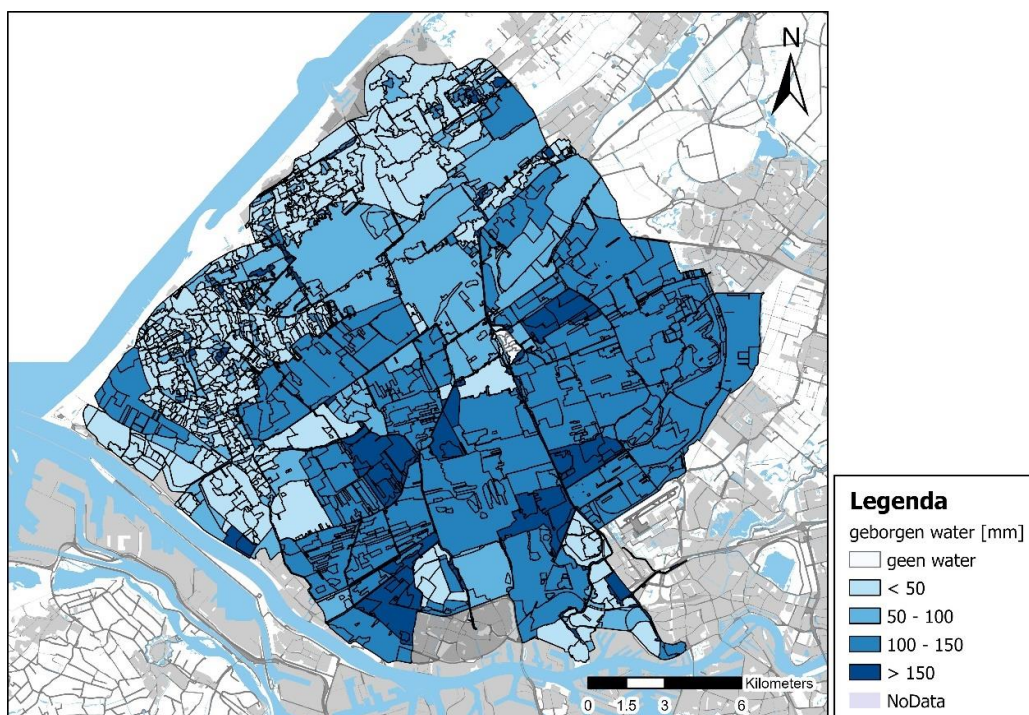 N
Kilometers
0 1.5 3 6
Legenda
geborgen water [mm]
geen water
< 50
50 - 100
100 - 150
> 150
NoData